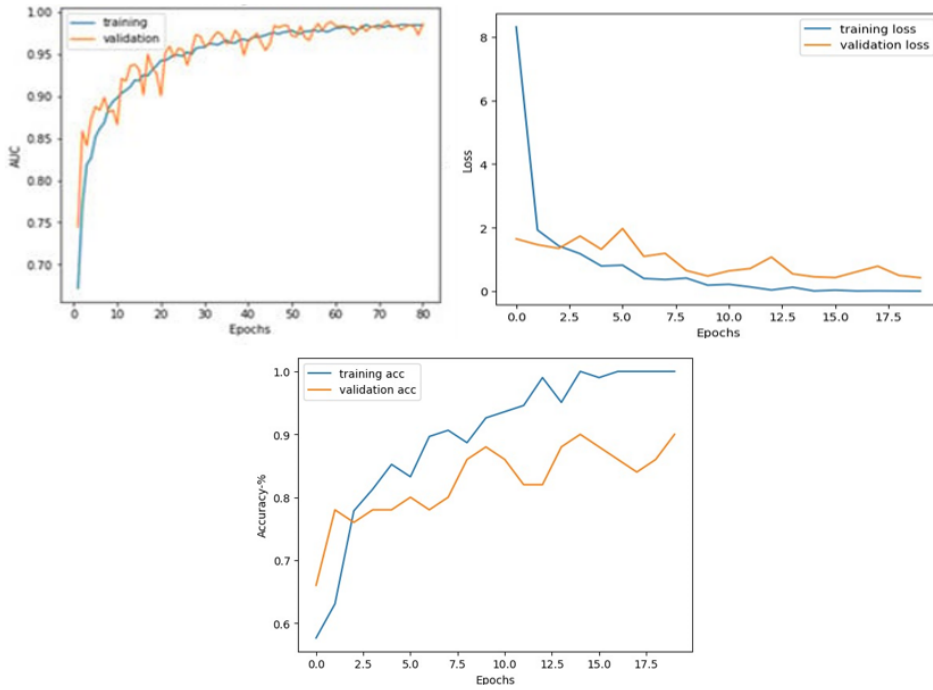 1.00
0.95
0.90
0.85
0.80
0.75
0.70
AUC
training
validation
0 10 20 30 40 50 60 70 80
Epochs
8
6
4
2
0
Loss
training loss
validation loss
0.0 2.5 5.0 7.5 10.0 12.5 15.0 17.5
Epochs
1.0
0.9
0.8
0.7
0.6
Accuracy-%
training acc
validation acc
0.0 2.5 5.0 7.5 10.0 12.5 15.0 17.5
Epochs